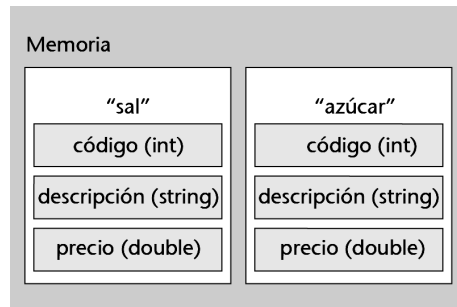 Memoria
“sal”
código (int)
descripción (string)
precio (double)
“azúcar”
código (int)
descripción (string)
precio (double)